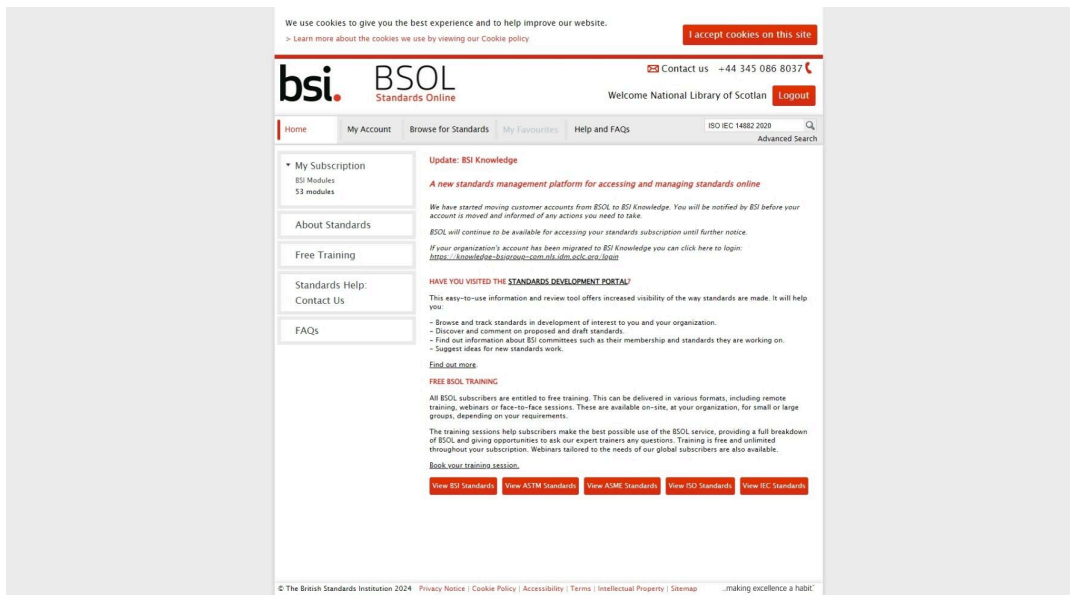 We use cookies to give you the best experience and to help improve our website.
> Learn more about the cookies we use by viewing our Cookie policy
I accept cookies on this site
bsi.
BSOL
Standards Online
Contact us +44 345 086 8037
Welcome National Library of Scotlan
Logout
Home
My Account
Browse for Standards
My Favourites
Help and FAQs
ISO IEC 14882 2020
Advanced Search
My Subscription
BSI Modules
53 modules
About Standards
Free Training
Standards Help:
Contact Us
FAQs
Update: BSI Knowledge
A new standards management platform for accessing and managing standards online
We have started moving customer accounts from BSOL to BSI Knowledge. You will be notified by BSI before your
account is moved and informed of any actions you need to take.
BSOL will continue to be available for accessing your standards subscription until further notice.
If your organization's account has been migrated to BSI Knowledge you can click here to login:
https://knowledge-bsigroup-com.nls.idm.oclc.org/login
HAVE YOU VISITED THE STANDARDS DEVELOPMENT PORTAL?
This easy-to-use information and review tool offers increased visibility of the way standards are made. It will help
you:
- Browse and track standards in development of interest to you and your organization.
- Discover and comment on proposed and draft standards.
- Find out information about BSI committees such as their membership and standards they are working on.
- Suggest ideas for new standards work.
Find out more.
FREE BSOL TRAINING
All BSOL subscribers are entitled to free training. This can be delivered in various formats, including remote
training, webinars or face-to-face sessions. These are available on-site, at your organization, for small or large
groups, depending on your requirements.
The training sessions help subscribers make the best possible use of the BSOL service, providing a full breakdown
of BSOL and giving opportunities to ask our expert trainers any questions. Training is free and unlimited
throughout your subscription. Webinars tailored to the needs of our global subscribers are also available.
Book your training session.
View BSI Standards
View ASTM Standards
View ASME Standards
View ISO Standards
View IEC Standards
© The British Standards Institution 2024 Privacy Notice | Cookie Policy | Accessibility | Terms | Intellectual Property | Sitemap
...making excellence a habit.™